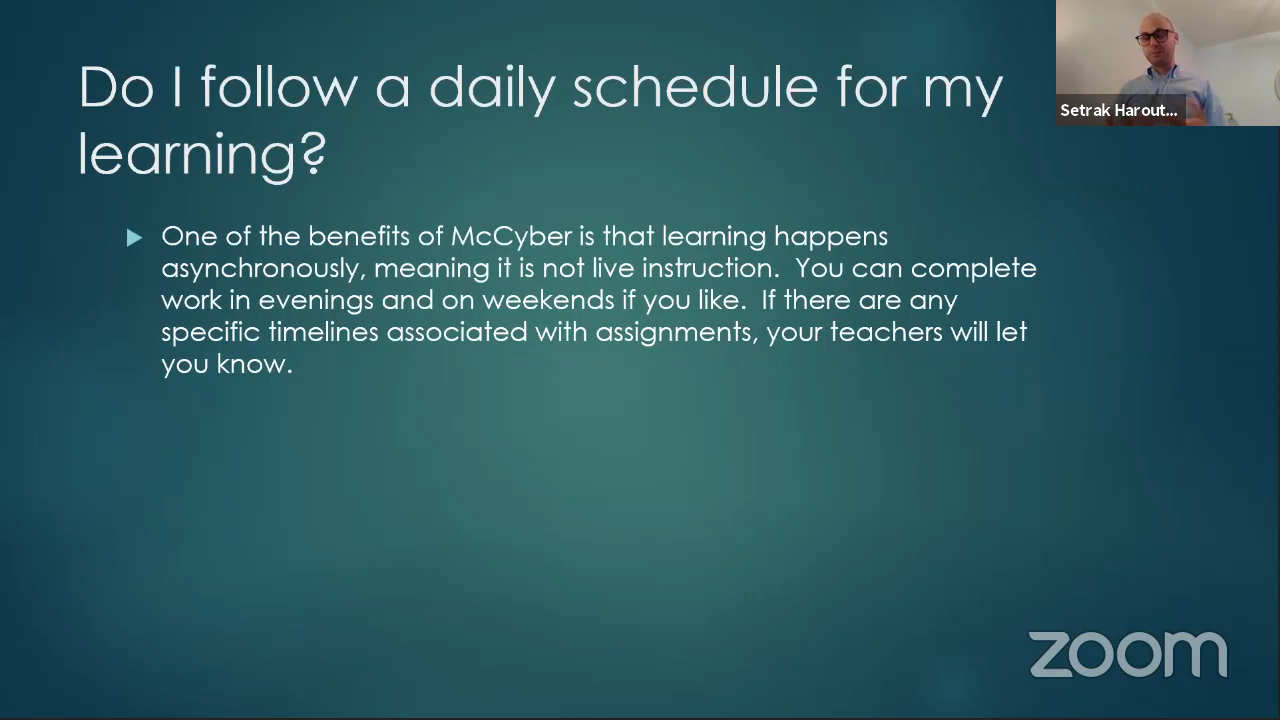 Do I follow a daily schedule for my
learning?
One of the benefits of McCyber is that learning happens
asynchronously, meaning it is not live instruction.  You can complete
work in evenings and on weekends if you like.  If there are any
specific timelines associated with assignments, your teachers will let
you know.
Setrak Harout...
zoom